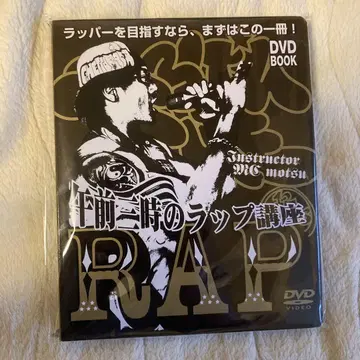 ラッパーを目指すなら、まずはこの一冊!
DVD
BOOK
Instructor
MC motsu
午前三時のラップ講座
RAP
DVD
VIDEO